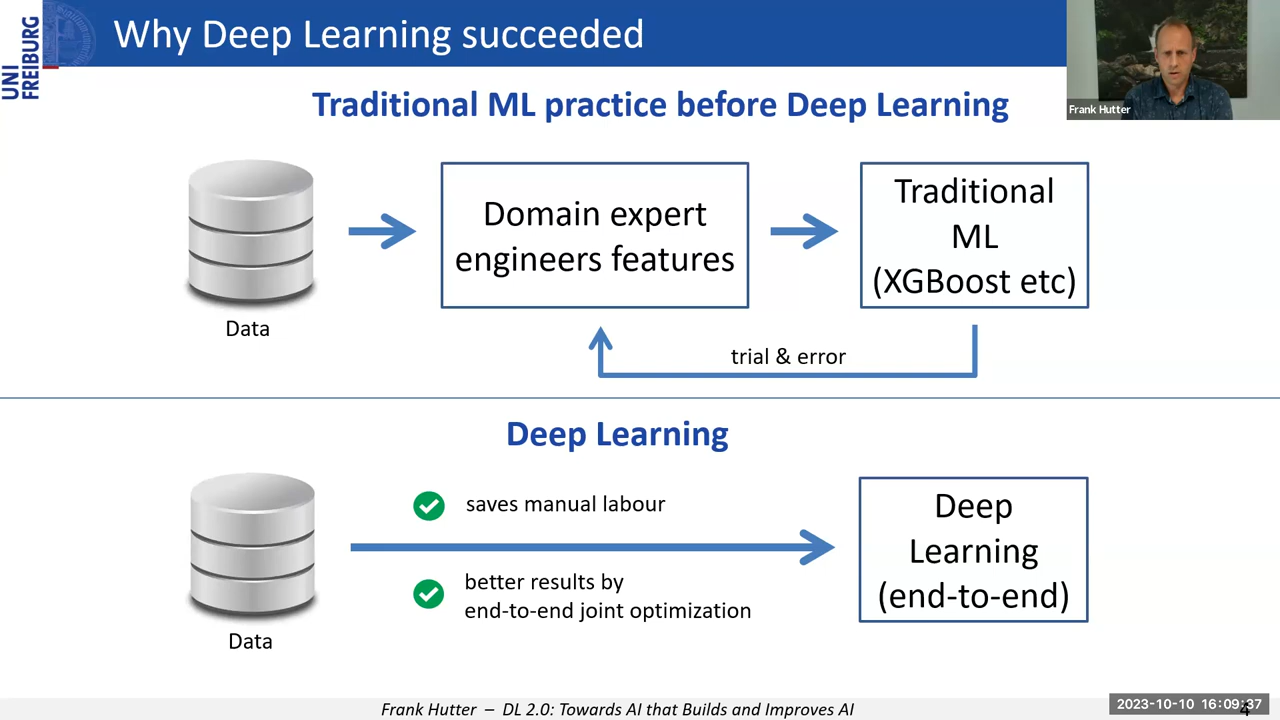 UNI
FREIBURG
Why Deep Learning succeeded
Frank Hutter
Traditional ML practice before Deep Learning
Data
Domain expert
engineers features
Traditional
ML
(XGBoost etc)
trial & error
Deep Learning
Data
saves manual labour
better results by
end-to-end joint optimization
Deep
Learning
(end-to-end)
Frank Hutter – DL 2.0: Towards AI that Builds and Improves AI
2023-10-10 16:09:37
4